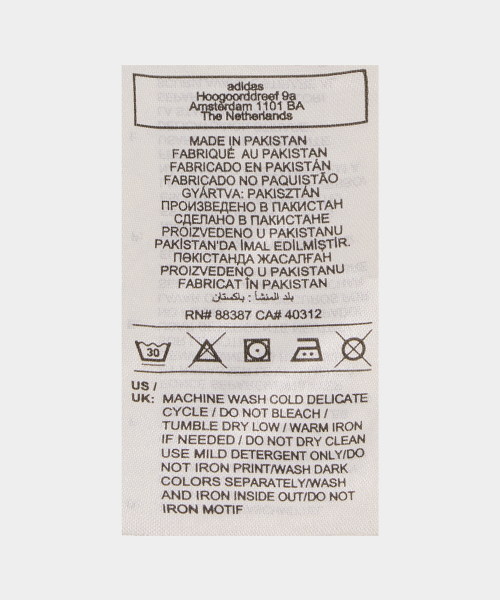 adidas
Hoogoorddreef 9a
Amsterdam 1101 BA
The Netherlands
MADE IN PAKISTAN
FABRIQUÉ AU PAKISTAN
FABRICADO EN PAKISTÁN
FABRICADO NO PAQUISTÃO
GYÁRTVA: PAKISZTÁN
ПРОИЗВЕДЕНО В ПАКИСТАН
СДЕЛАНО В ПАКИСТАНЕ
PROIZVEDENO U PAKISTANU
PAKİSTAN'DA İMAL EDİLMİŞTİR.
ПӘКІСТАНДА ЖАСАЛҒАН
PROIZVEDENO U PAKISTANU
FABRICAT ÎN PAKISTAN
بلد المنشأ : باكستان
RN# 88387 CA# 40312
30
US /
UK: MACHINE WASH COLD DELICATE
CYCLE / DO NOT BLEACH /
TUMBLE DRY LOW / WARM IRON
IF NEEDED / DO NOT DRY CLEAN
USE MILD DETERGENT ONLY/DO
NOT IRON PRINT/WASH DARK
COLORS SEPARATELY/WASH
AND IRON INSIDE OUT/DO NOT
IRON MOTIF